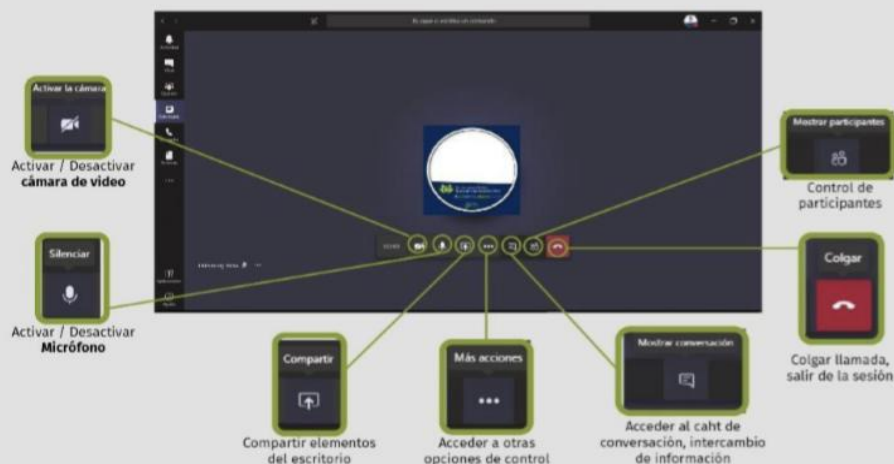 Activar la cámara
Activar / Desactivar
cámara de video
Silenciar
Activar / Desactivar
Micrófono
Compartir
Compartir elementos
del escritorio
Más acciones
Acceder a otras
opciones de control
Mostrar conversación
Acceder al caht de
conversación, intercambio
de información
Mostrar participantes
Control de
participantes
Colgar
Colgar llamada,
salir de la sesión